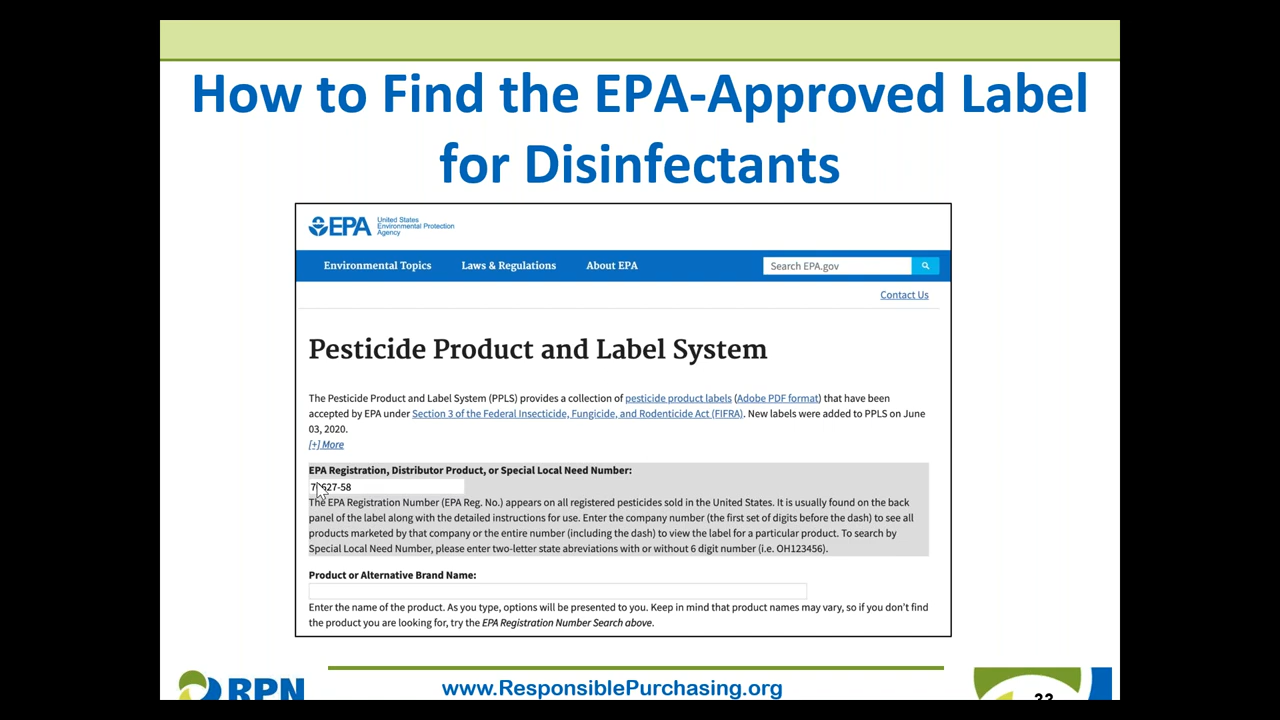 How to Find the EPA-Approved Label
for Disinfectants
EPA
United States
Environmental Protection
Agency
Environmental Topics
Laws & Regulations
About EPA
Search EPA.gov
Contact Us
Pesticide Product and Label System
The Pesticide Product and Label System (PPLS) provides a collection of pesticide product labels (Adobe PDF format) that have been
accepted by EPA under Section 3 of the Federal Insecticide, Fungicide, and Rodenticide Act (FIFRA). New labels were added to PPLS on June
03, 2020.
[+] More
EPA Registration, Distributor Product, or Special Local Need Number:
The EPA Registration Number (EPA Reg. No.) appears on all registered pesticides sold in the United States. It is usually found on the back
panel of the label along with the detailed instructions for use. Enter the company number (the first set of digits before the dash) to see all
products marketed by that company or the entire number (including the dash) to view the label for a particular product. To search by
Special Local Need Number, please enter two-letter state abreviations with or without 6 digit number (i.e. OH123456).
Product or Alternative Brand Name:
Enter the name of the product. As you type, options will be presented to you. Keep in mind that product names may vary, so if you don't find
the product you are looking for, try the EPA Registration Number Search above.
RPN
www.ResponsiblePurchasing.org